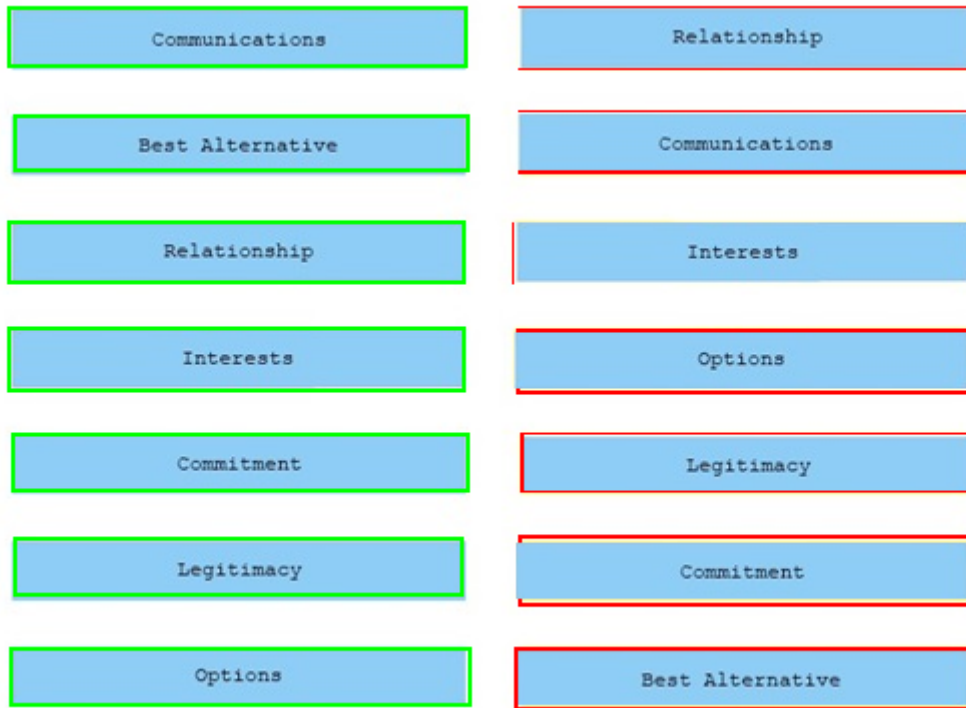 Communications
Relationship
Best Alternative
Communications
Relationship
Interests
Interests
Options
Commitment
Legitimacy
Legitimacy
Commitment
Options
Best Alternative